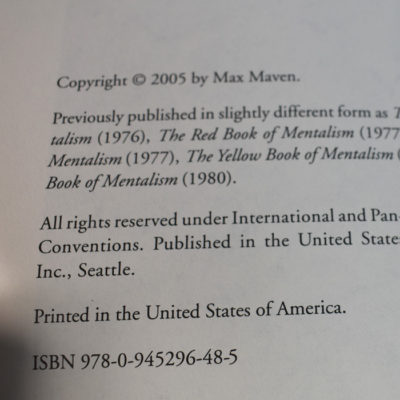 Copyright © 2005 by Max Maven.
Previously published in slightly different form as
talism (1976), The Red Book of Mentalism (1977
Mentalism (1977), The Yellow Book of Mentalism (
Book of Mentalism (1980).
All rights reserved under International and Pan-
Conventions. Published in the United State
Inc., Seattle.
Printed in the United States of America.
ISBN 978-0-945296-48-5